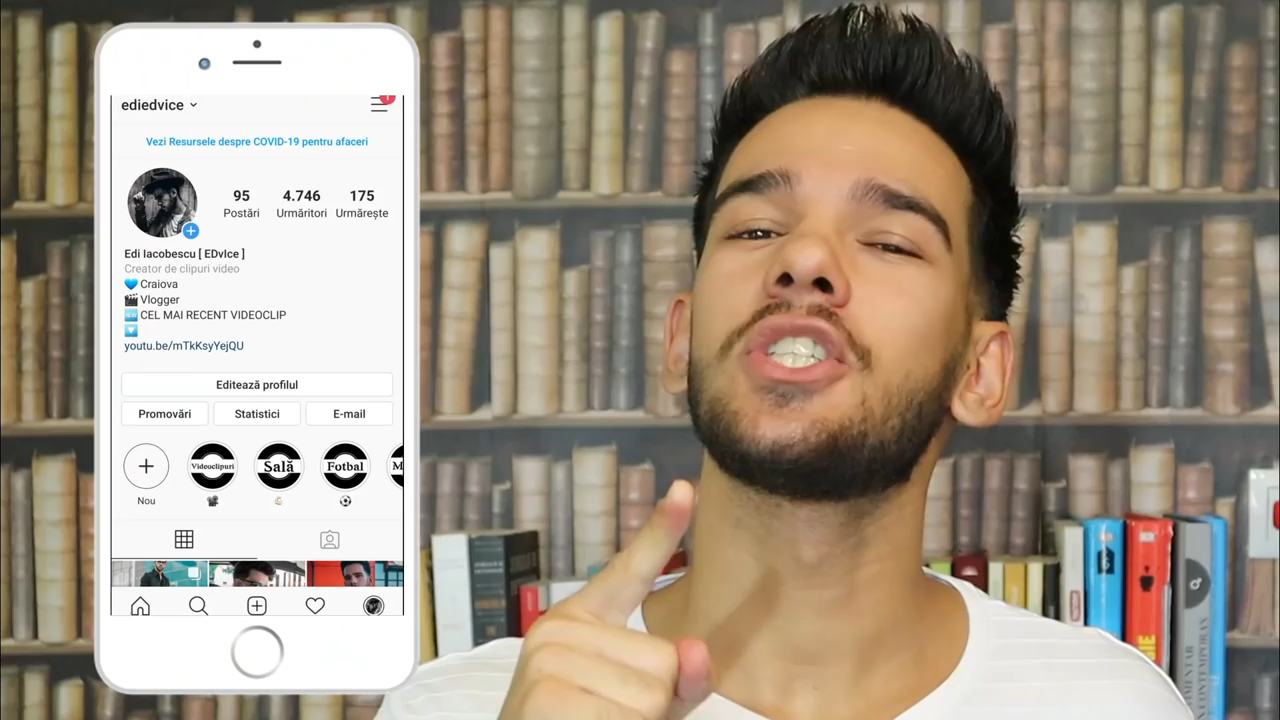 ediedvice
1
Vezi Resursele despre COVID-19 pentru afaceri
95 4.746 175
Postări Urmăritori Urmărește
Edi Iacobescu [ EDvIce ]
Creator de clipuri video
Craiova
Vlogger
CEL MAI RECENT VIDEOCLIP
youtu.be/mTkKsyYejQU
Editează profilul
Promovări Statistici E-mail
Videoclipuri Sală Fotbal M
Nou